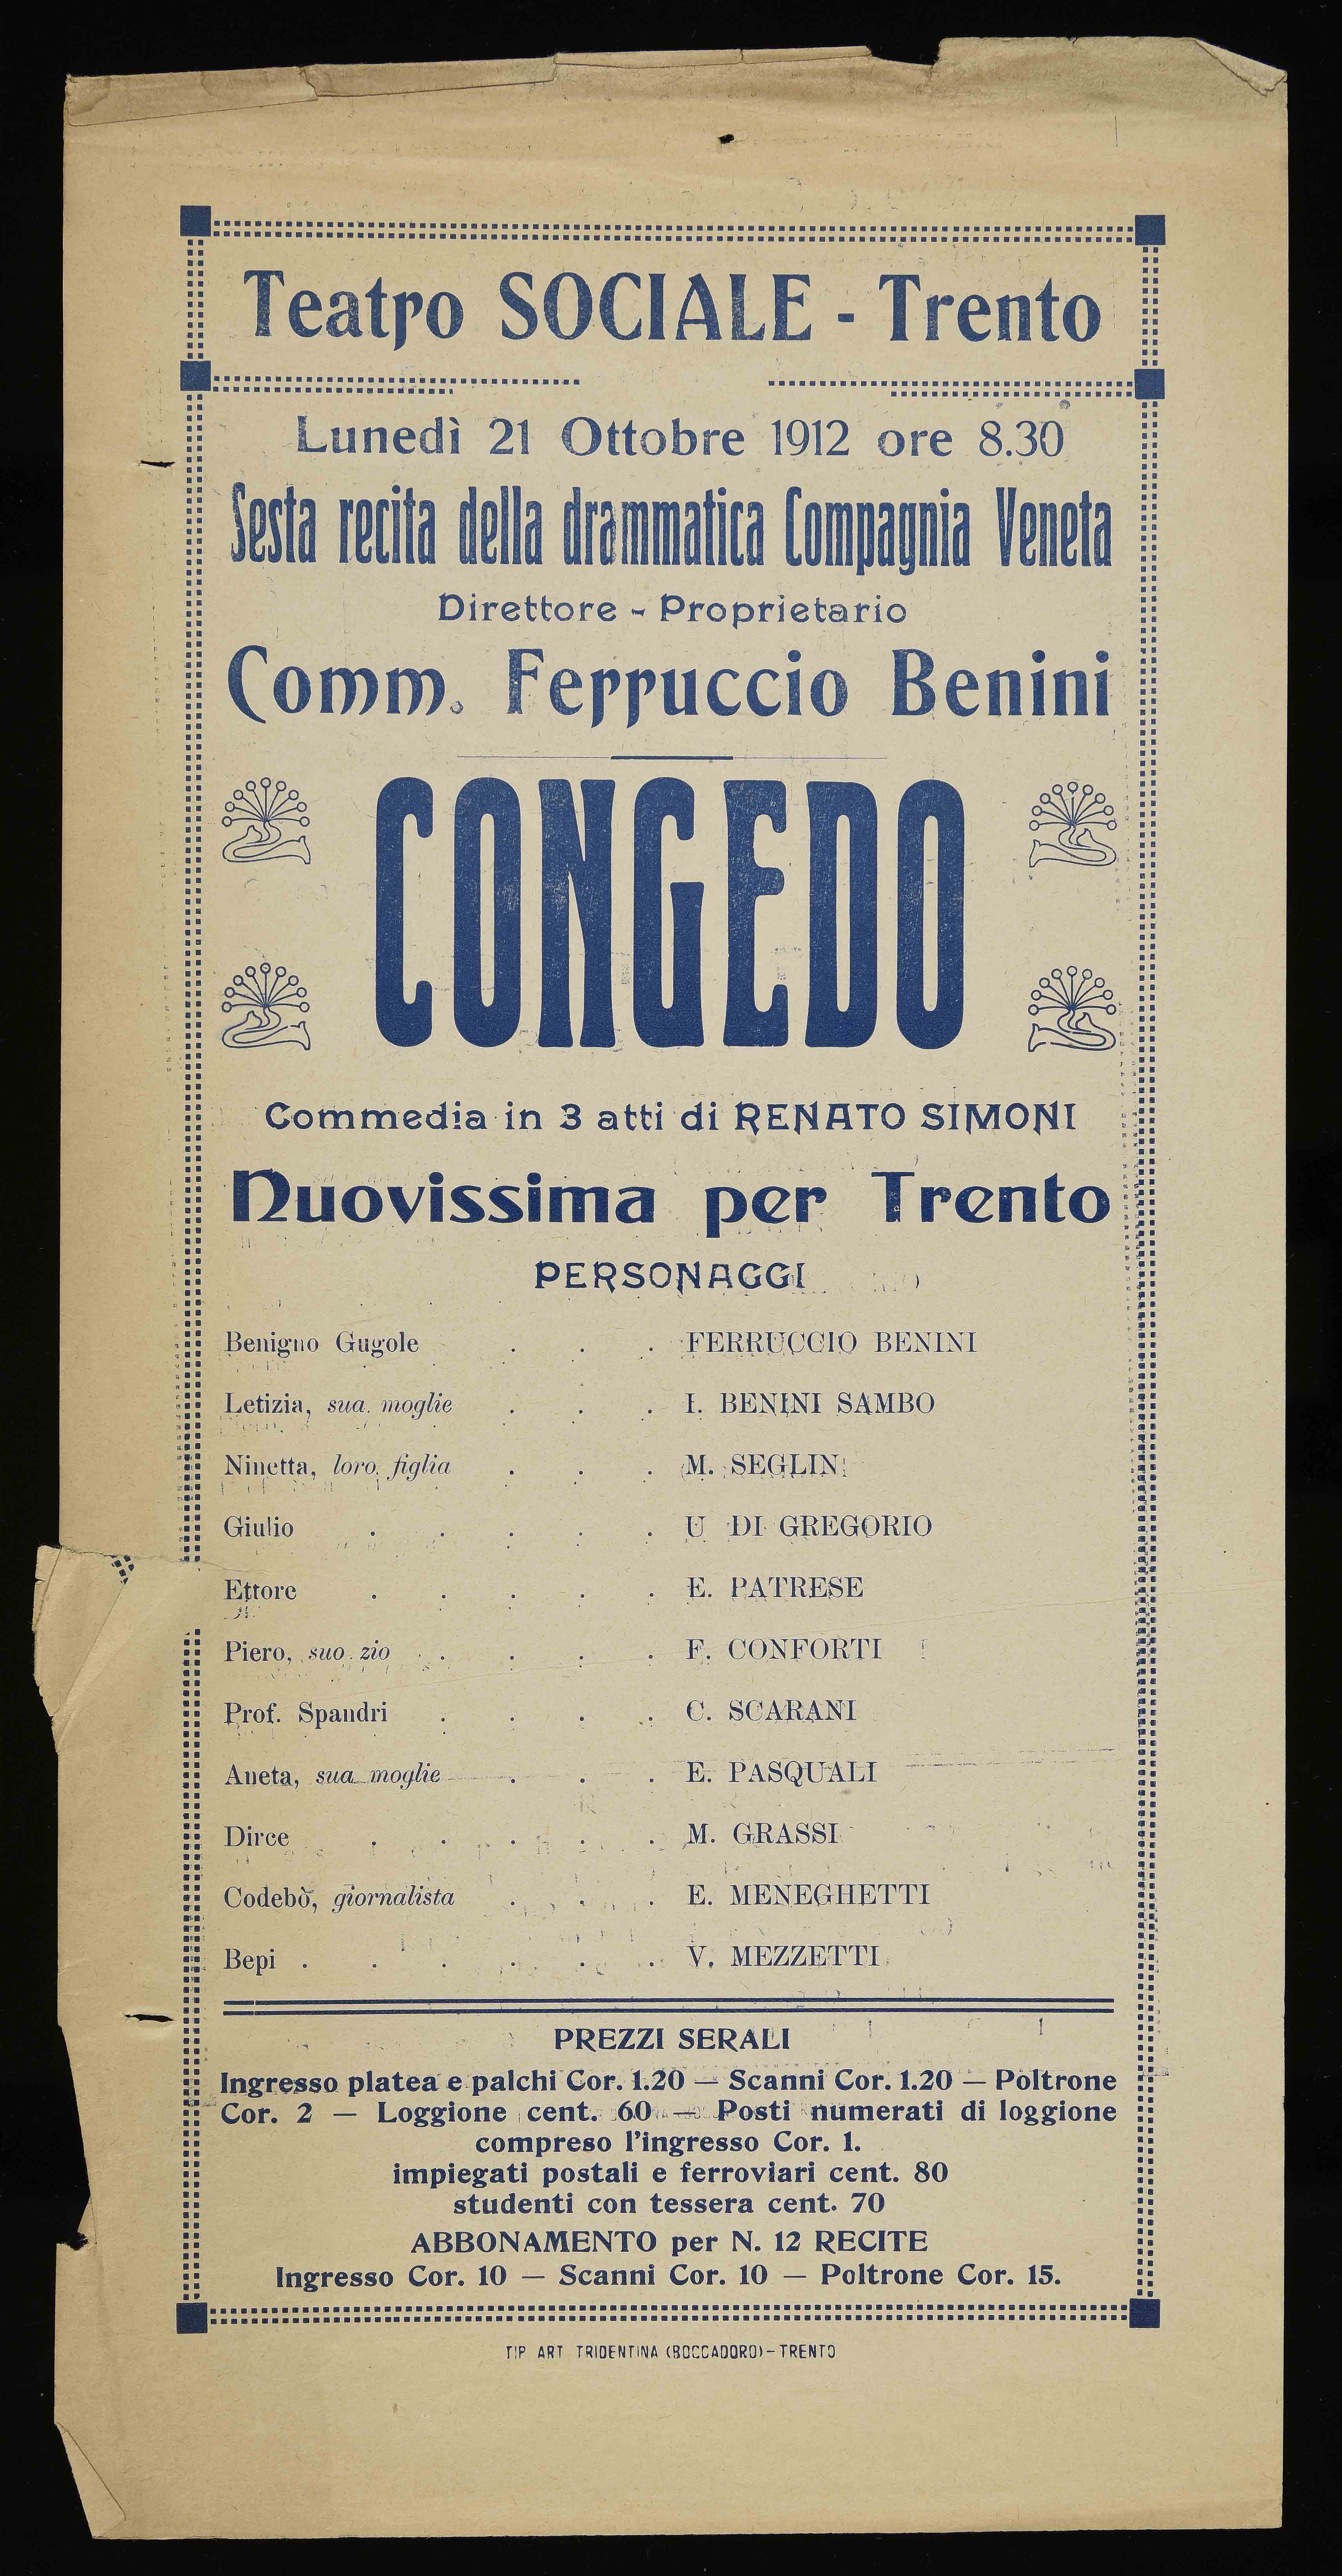 Teatro SOCIALE - Trento
Lunedì 21 Ottobre 1912 ore 8.30
Sesta recita della drammatica Compagnia Veneta
Direttore - Proprietario
Comm. Ferruccio Benini
CONGEDO
Commedia in 3 atti di RENATO SIMONI
Nuovissima per Trento
PERSONAGGI
Benigno Gugole . . . FERRUCCIO BENINI
Letizia, sua moglie . . . I. BENINI SAMBO
Ninetta, loro figlia . . . M. SEGLIN
Giulio . . . . . U DI GREGORIO
Ettore . . . . . E. PATRESE
Piero, suo zio . . . . F. CONFORTI
Prof. Spandri . . . . C. SCARANI
Aneta, sua moglie . . . E. PASQUALI
Dirce . . . . . M. GRASSI
Codebò, giornalista . . . E. MENEGHETTI
Bepi . . . . . . V. MEZZETTI
PREZZI SERALI
Ingresso platea e palchi Cor. 1.20 — Scanni Cor. 1.20 — Poltrone
Cor. 2 — Loggione cent. 60 — Posti numerati di loggione
compreso l'ingresso Cor. 1.
impiegati postali e ferroviari cent. 80
studenti con tessera cent. 70
ABBONAMENTO per N. 12 RECITE
Ingresso Cor. 10 — Scanni Cor. 10 — Poltrone Cor. 15.
TIP ART TRIDENTINA (BOCCADORO)-TRENTO